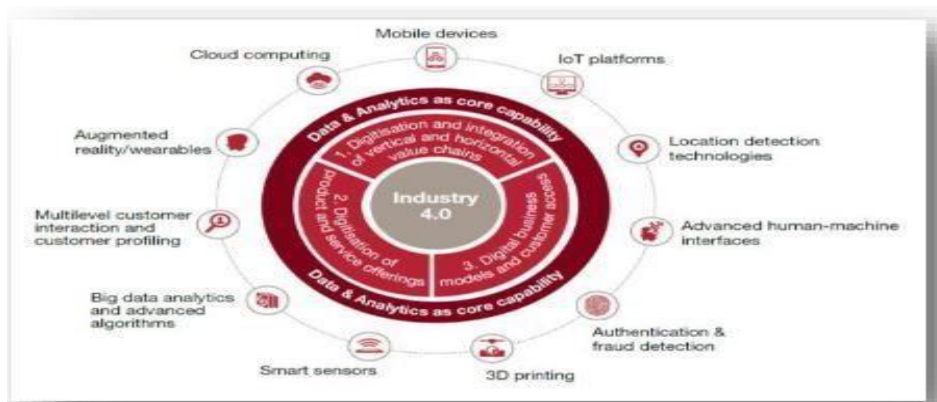 Mobile devices
Cloud computing
IoT platforms
Augmented
reality/wearables
Location detection
technologies
Multilevel customer
interaction and
customer profiling
Advanced human-machine
interfaces
Big data analytics
and advanced
algorithms
Authentication &
fraud detection
Smart sensors
3D printing
Data & Analytics as core capability
1. Digitisation and integration
of vertical and horizontal
value chains
2. Digitisation of
product and service offerings
3. Digital business
models and customer access
Industry
4.0
Data & Analytics as core capability